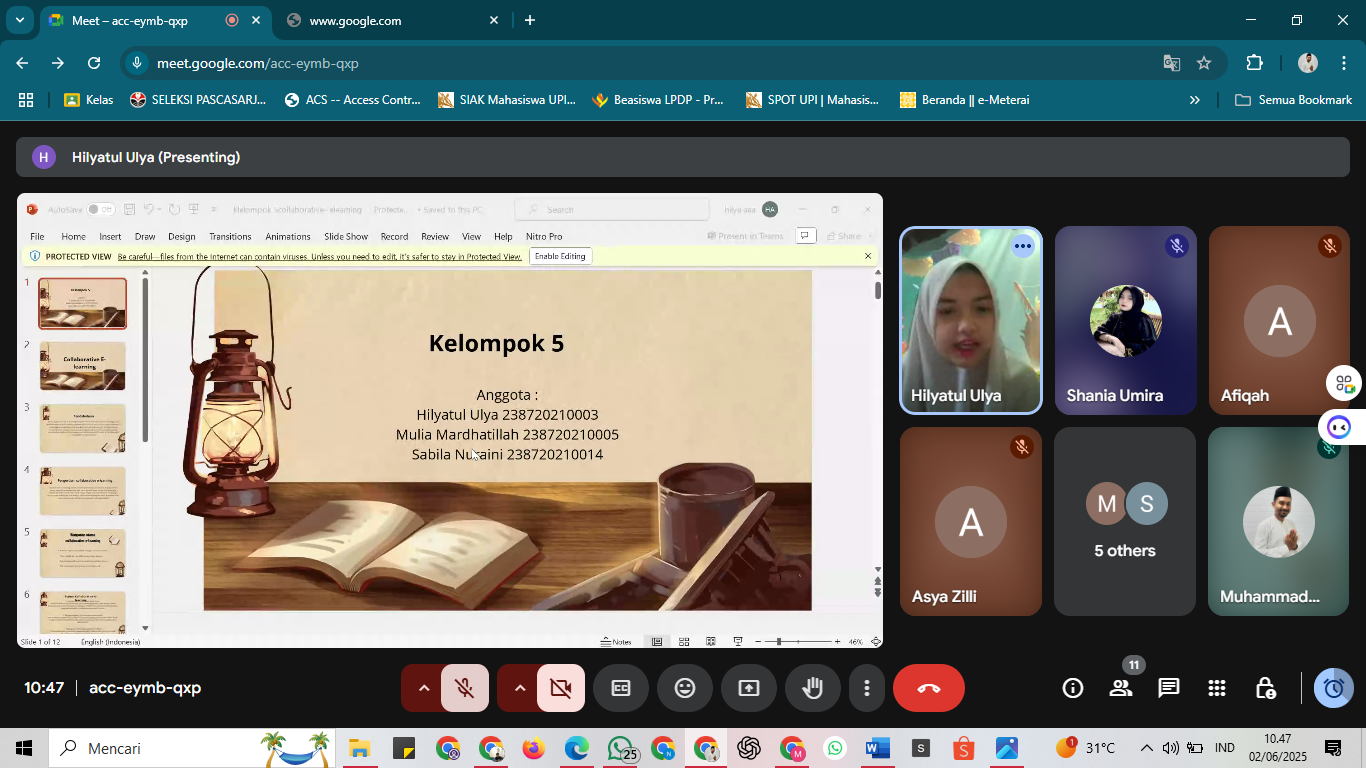 Meet – acc-eymb-qxp
www.google.com
meet.google.com/acc-eymb-qxp
Kelas
SELEKSI PASCASARJ...
ACS -- Access Contr...
SIAK Mahasiswa UPI...
Beasiswa LPDP - Pr...
SPOT UPI | Mahasis...
Beranda || e-Meterai
Semua Bookmark
H
Hilyatul Ulya (Presenting)
AutoSave Off
Protecte... • Saved to this PC
Search
HA
File Home Insert Draw Design Transitions Animations Slide Show Record Review View Help Nitro Pro
Present in Teams
Share
PROTECTED VIEW Be careful—files from the Internet can contain viruses. Unless you need to edit, it's safer to stay in Protected View. Enable Editing
1
Kelompok 5
2
Collaborative E-
learning
3
4
5
6
Kelompok 5
Anggota :
Hilyatul Ulya 238720210003
Mulia Mardhatillah 238720210005
Sabila Nuraini 238720210014
Slide 1 of 12
English (Indonesia)
Notes
46%
Hilyatul Ulya
Shania Umira
A
Afiqah
A
Asya Zilli
M
S
5 others
Muhammad...
10:47
acc-eymb-qxp
11
Mencari
25
1
31°C
IND
10.47
02/06/2025